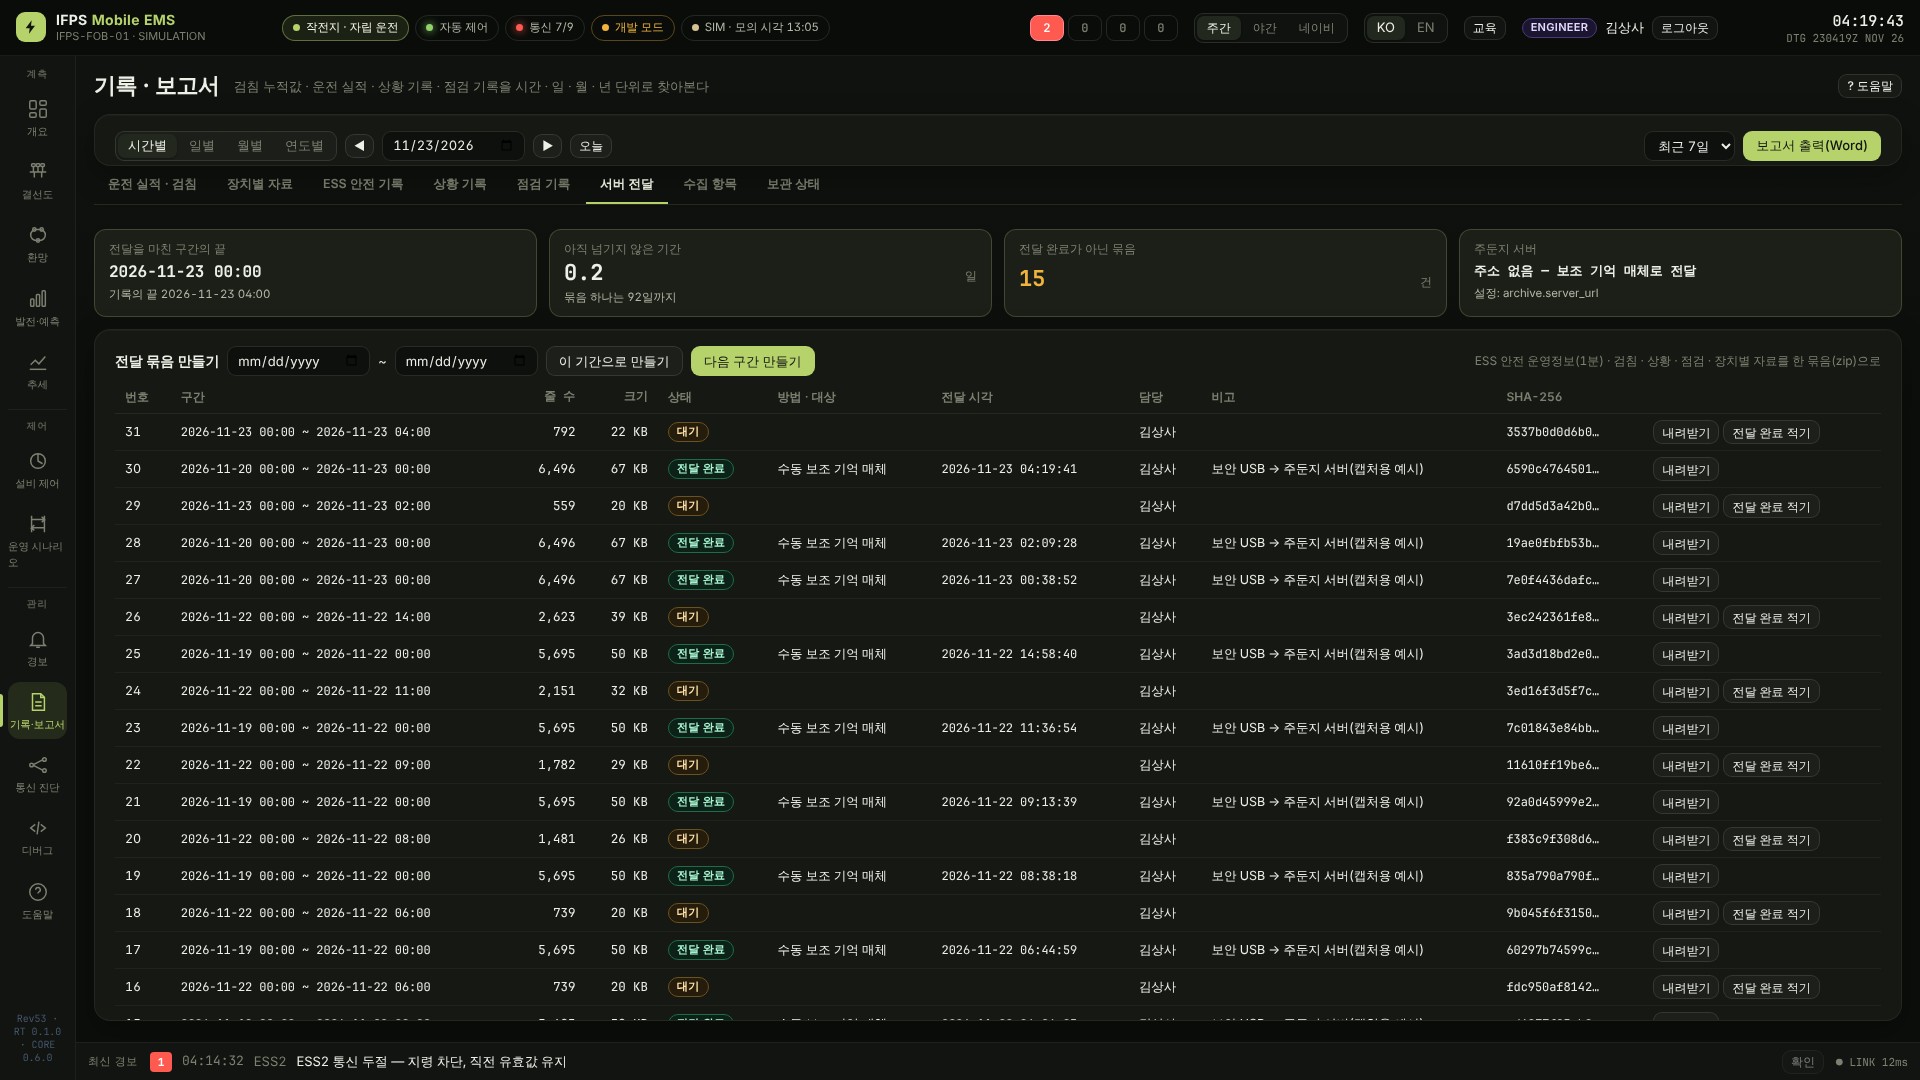 IFPS Mobile EMS
IFPS-FOB-01 · SIMULATION
작전지 · 자립 운전
자동 제어
통신 7/9
개발 모드
SIM · 모의 시각 13:05
2 0 0 0
주간 야간 네이비
KO EN
교육
ENGINEER 김상사 로그아웃
04:19:43
DTG 230419Z NOV 26
계측
개요
결선도
환망
발전·예측
추세
제어
설비 제어
운영 시나리오
관리
경보
기록·보고서
통신 진단
디버그
도움말
Rev53 ·
RT 0.1.0
· CORE
0.6.0
기록 · 보고서
검침 누적값 · 운전 실적 · 상황 기록 · 점검 기록을 시간 · 일 · 월 · 년 단위로 찾아본다
? 도움말
시간별 일별 월별 연도별 ◀ 11/23/2026 ▶ 오늘
최근 7일 보고서 출력(Word)
운전 실적 · 검침 장치별 자료 ESS 안전 기록 상황 기록 점검 기록 서버 전달 수집 항목 보관 상태
전달을 마친 구간의 끝
2026-11-23 00:00
기록의 끝 2026-11-23 04:00
아직 넘기지 않은 기간
0.2 일
묶음 하나는 92일까지
전달 완료가 아닌 묶음
15 건
주둔지 서버
주소 없음 — 보조 기억 매체로 전달
설정: archive.server_url
전달 묶음 만들기 mm/dd/yyyy ~ mm/dd/yyyy 이 기간으로 만들기 다음 구간 만들기
ESS 안전 운영정보(1분) · 검침 · 상황 · 점검 · 장치별 자료를 한 묶음(zip)으로
번호 구간 줄 수 크기 상태 방법 · 대상 전달 시각 담당 비고 SHA-256
31 2026-11-23 00:00 ~ 2026-11-23 04:00 792 22 KB 대기 김상사 3537b0d0d6b0… 내려받기 전달 완료 적기
30 2026-11-20 00:00 ~ 2026-11-23 00:00 6,496 67 KB 전달 완료 수동 보조 기억 매체 2026-11-23 04:19:41 김상사 보안 USB → 주둔지 서버(캡처용 예시) 6590c4764501… 내려받기
29 2026-11-23 00:00 ~ 2026-11-23 02:00 559 20 KB 대기 김상사 d7dd5d3a42b0… 내려받기 전달 완료 적기
28 2026-11-20 00:00 ~ 2026-11-23 00:00 6,496 67 KB 전달 완료 수동 보조 기억 매체 2026-11-23 02:09:28 김상사 보안 USB → 주둔지 서버(캡처용 예시) 19ae0fbfb53b… 내려받기
27 2026-11-20 00:00 ~ 2026-11-23 00:00 6,496 67 KB 전달 완료 수동 보조 기억 매체 2026-11-23 00:38:52 김상사 보안 USB → 주둔지 서버(캡처용 예시) 7e0f4436dafc… 내려받기
26 2026-11-22 00:00 ~ 2026-11-22 14:00 2,623 39 KB 대기 김상사 3ec242361fe8… 내려받기 전달 완료 적기
25 2026-11-19 00:00 ~ 2026-11-22 00:00 5,695 50 KB 전달 완료 수동 보조 기억 매체 2026-11-22 14:58:40 김상사 보안 USB → 주둔지 서버(캡처용 예시) 3ad3d18bd2e0… 내려받기
24 2026-11-22 00:00 ~ 2026-11-22 11:00 2,151 32 KB 대기 김상사 3ed16f3d5f7c… 내려받기 전달 완료 적기
23 2026-11-19 00:00 ~ 2026-11-22 00:00 5,695 50 KB 전달 완료 수동 보조 기억 매체 2026-11-22 11:36:54 김상사 보안 USB → 주둔지 서버(캡처용 예시) 7c01843e84bb… 내려받기
22 2026-11-22 00:00 ~ 2026-11-22 09:00 1,782 29 KB 대기 김상사 11610ff19be6… 내려받기 전달 완료 적기
21 2026-11-19 00:00 ~ 2026-11-22 00:00 5,695 50 KB 전달 완료 수동 보조 기억 매체 2026-11-22 09:13:39 김상사 보안 USB → 주둔지 서버(캡처용 예시) 92a0d45999e2… 내려받기
20 2026-11-22 00:00 ~ 2026-11-22 08:00 1,481 26 KB 대기 김상사 f383c9f308d6… 내려받기 전달 완료 적기
19 2026-11-19 00:00 ~ 2026-11-22 00:00 5,695 50 KB 전달 완료 수동 보조 기억 매체 2026-11-22 08:38:18 김상사 보안 USB → 주둔지 서버(캡처용 예시) 835a790a790f… 내려받기
18 2026-11-22 00:00 ~ 2026-11-22 06:00 739 20 KB 대기 김상사 9b045f6f3150… 내려받기 전달 완료 적기
17 2026-11-19 00:00 ~ 2026-11-22 00:00 5,695 50 KB 전달 완료 수동 보조 기억 매체 2026-11-22 06:44:59 김상사 보안 USB → 주둔지 서버(캡처용 예시) 60297b74599c… 내려받기
16 2026-11-22 00:00 ~ 2026-11-22 06:00 739 20 KB 대기 김상사 fdc950af8142… 내려받기 전달 완료 적기
최신 경보 1 04:14:32 ESS2 ESS2 통신 두절 — 지령 차단, 직전 유효값 유지
확인 LINK 12ms